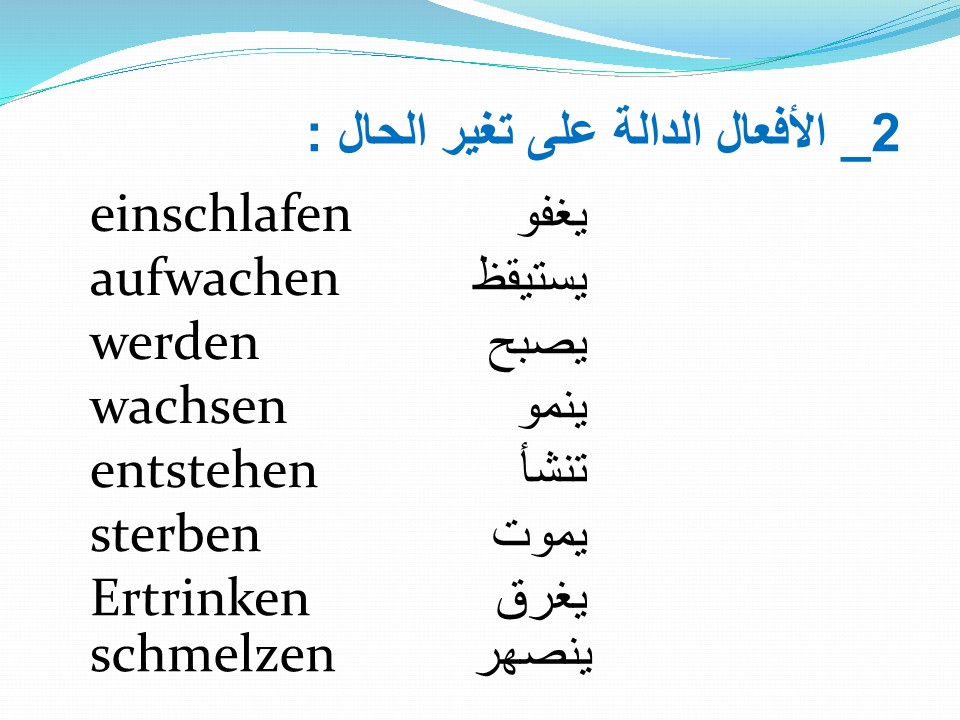 2_ الأفعال الدالة على تغير الحال :
einschlafen يغفو
aufwachen يستيقظ
werden يصبح
wachsen ينمو
entstehen تنشأ
sterben يموت
Ertrinken يغرق
schmelzen ينصهر